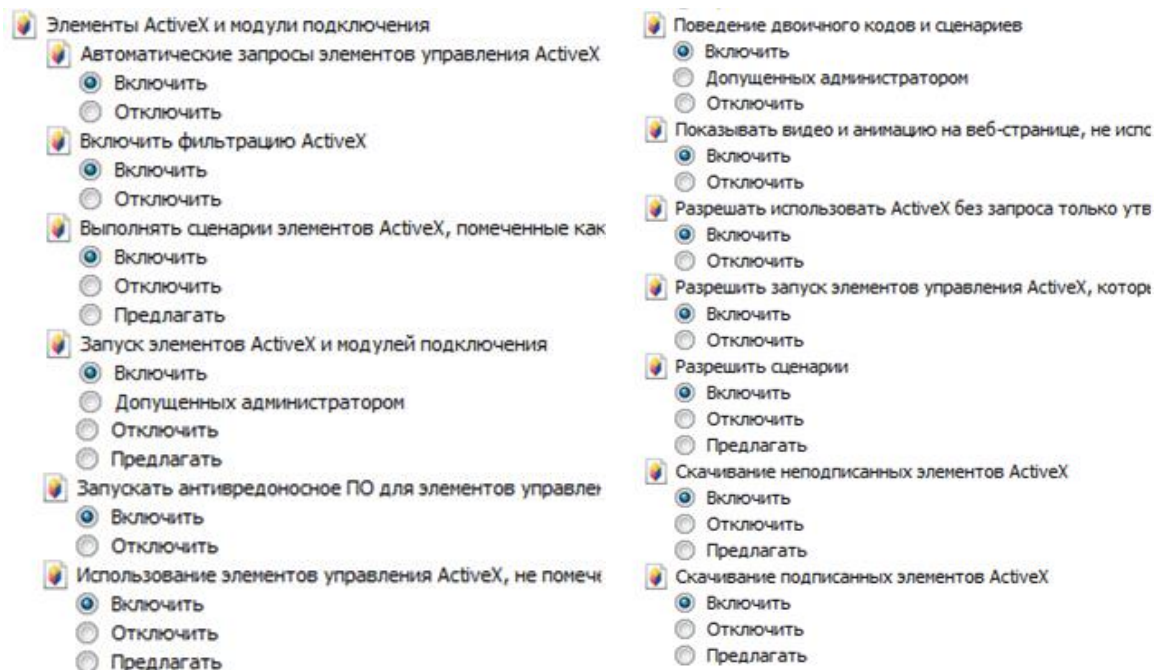 Элементы ActiveX и модули подключения
Автоматические запросы элементов управления ActiveX
Включить
Отключить
Включить фильтрацию ActiveX
Включить
Отключить
Выполнять сценарии элементов ActiveX, помеченные как
Включить
Отключить
Предлагать
Запуск элементов ActiveX и модулей подключения
Включить
Допущенных администратором
Отключить
Предлагать
Запускать антивредоносное ПО для элементов управлен
Включить
Отключить
Использование элементов управления ActiveX, не помече
Включить
Отключить
Предлагать
Поведение двоичного кодов и сценариев
Включить
Допущенных администратором
Отключить
Показывать видео и анимацию на веб-странице, не испс
Включить
Отключить
Разрешать использовать ActiveX без запроса только утв
Включить
Отключить
Разрешить запуск элементов управления ActiveX, которы
Включить
Отключить
Разрешить сценарии
Включить
Отключить
Предлагать
Скачивание неподписанных элементов ActiveX
Включить
Отключить
Предлагать
Скачивание подписанных элементов ActiveX
Включить
Отключить
Предлагать